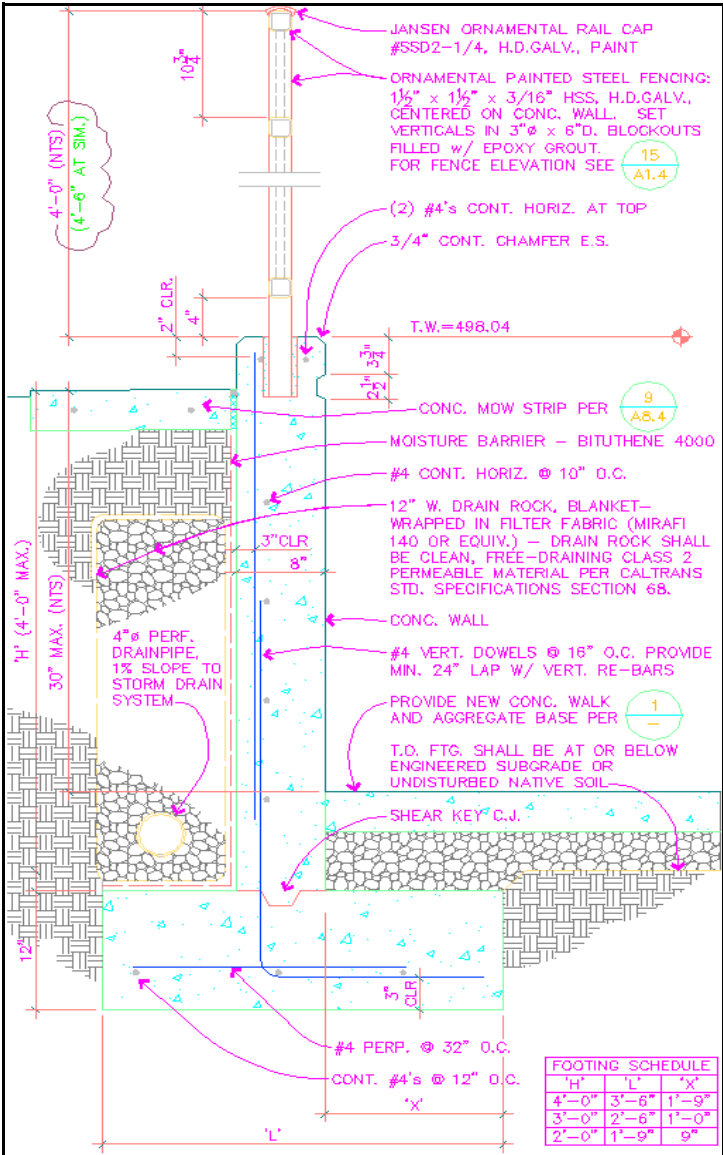 JANSEN ORNAMENTAL RAIL CAP
#SSD2-1/4, H.D.GALV., PAINT
10 3/4"
ORNAMENTAL PAINTED STEEL FENCING:
1½" x 1½" x 3/16" HSS, H.D.GALV.,
CENTERED ON CONC. WALL. SET
VERTICALS IN 3"ø x 6"D. BLOCKOUTS
FILLED w/ EPOXY GROUT.
FOR FENCE ELEVATION SEE
15
A1.4
4'-0" (NTS)
(4'-6" AT SIM.)
(2) #4's CONT. HORIZ. AT TOP
3/4" CONT. CHAMFER E.S.
2" CLR.
4"
T.W.=498.04
3 3/4"
2 1/2"
CONC. MOW STRIP PER
9
A8.4
MOISTURE BARRIER - BITUTHENE 4000
#4 CONT. HORIZ. @ 10" O.C.
12" W. DRAIN ROCK, BLANKET-
WRAPPED IN FILTER FABRIC (MIRAFI
140 OR EQUIV.) - DRAIN ROCK SHALL
BE CLEAN, FREE-DRAINING CLASS 2
PERMEABLE MATERIAL PER CALTRANS
STD. SPECIFICATIONS SECTION 68.
3"CLR
8"
'H' (4'-0" MAX.)
30" MAX. (NTS)
CONC. WALL
4"ø PERF.
DRAINPIPE,
1% SLOPE TO
STORM DRAIN
SYSTEM
#4 VERT. DOWELS @ 16" O.C. PROVIDE
MIN. 24" LAP W/ VERT. RE-BARS
PROVIDE NEW CONC. WALK
AND AGGREGATE BASE PER
1
–
T.O. FTG. SHALL BE AT OR BELOW
ENGINEERED SUBGRADE OR
UNDISTURBED NATIVE SOIL
SHEAR KEY C.J.
12"
3"
CLR
#4 PERP. @ 32" O.C.
CONT. #4's @ 12" O.C.
'X'
'L'
FOOTING SCHEDULE
'H' 'L' 'X'
4'-0" 3'-6" 1'-9"
3'-0" 2'-6" 1'-0"
2'-0" 1'-9" 9"